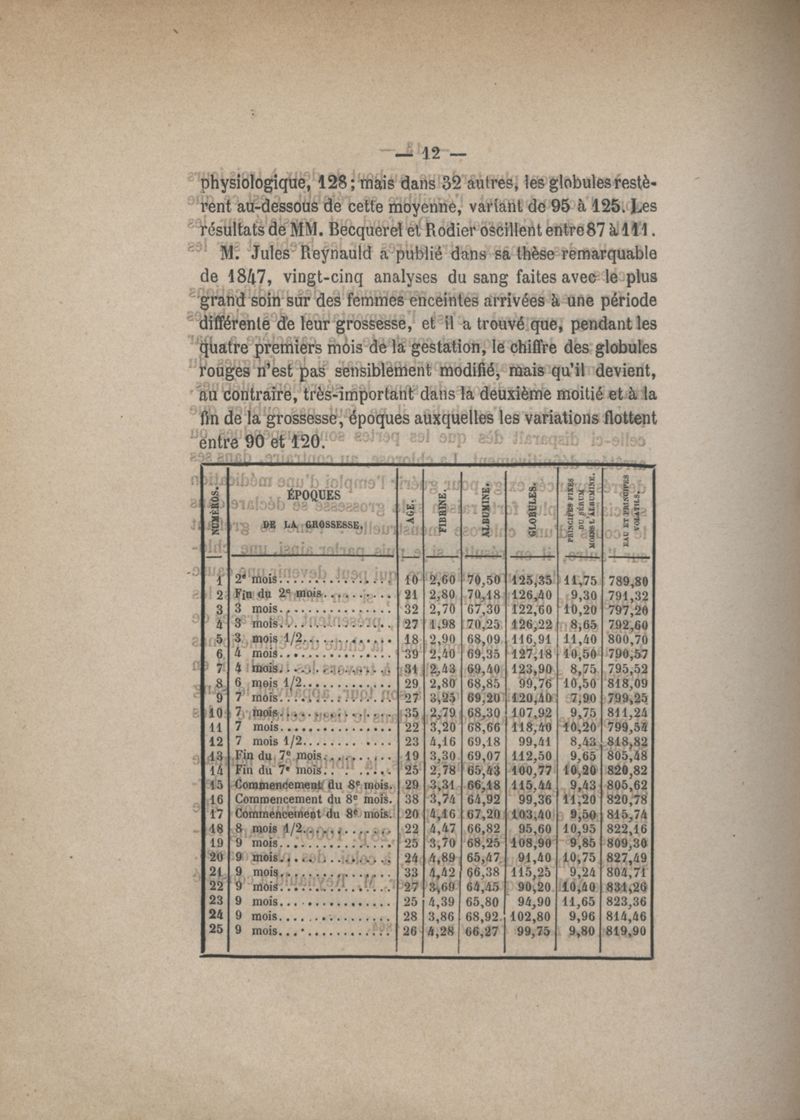 — 12 —
physiologique, 128; mais dans 32 autres, les globules restè-
rent au-dessous de cette moyenne, variant de 95 à 125. Les
résultats de MM. Becquerel et Rodier oscillent entre 87 à 111.
M. Jules Reynauld a publié dans sa thèse remarquable
de 1847, vingt-cinq analyses du sang faites avec le plus
grand soin sur des femmes enceintes arrivées à une période
différente de leur grossesse, et il a trouvé que, pendant les
quatre premiers mois de la gestation, le chiffre des globules
rouges n'est pas sensiblement modifié, mais qu'il devient,
au contraire, très-important dans la deuxième moitié et à la
fin de la grossesse, époques auxquelles les variations flottent
entre 90 et 120.
NUMÉROS. ÉPOQUES DE LA GROSSESSE. AGE. FIBRINE. ALBUMINE. GLOBULES. PRINCIPES FIXES DU SÉRUM MOINS L'ALBUMINE. EAU ET PRINCIPES VOLATILS.
1 2e mois 10 2,60 70,50 125,35 11,75 789,80
2 Fin du 2e mois 21 2,80 70,18 126,40 9,30 791,32
3 3 mois 32 2,70 67,30 122,60 10,20 797,20
4 3 mois 27 1,98 70,25 126,22 8,65 792,60
5 3 mois 1/2 18 2,90 68,09 116,91 11,40 800,70
6 4 mois 39 2,40 69,35 127,18 10,50 790,57
7 4 mois 31 2,43 69,40 123,90 8,75 795,52
8 6 mois 1/2 29 2,80 68,85 99,76 10,50 818,09
9 7 mois 27 3,25 69,20 120,40 7,90 799,25
10 7 mois 35 2,79 68,30 107,92 9,75 811,24
11 7 mois 22 3,20 68,66 118,40 10,20 799,54
12 7 mois 1/2 23 4,16 69,18 99,41 8,43 818,82
13 Fin du 7e mois 19 3,30 69,07 112,50 9,65 805,48
14 Fin du 7e mois 25 2,78 65,43 100,77 10,20 820,82
15 Commencement du 8e mois. 29 3,31 66,18 115,44 9,43 805,62
16 Commencement du 8e mois. 38 3,74 64,92 99,36 11,20 820,78
17 Commencement du 8e mois. 20 4,16 67,20 103,40 9,50 815,74
18 8 mois 1/2 22 4,47 66,82 95,60 10,95 822,16
19 9 mois 25 3,70 68,25 108,90 9,85 809,30
20 9 mois 24 4,89 65,47 91,40 10,75 827,49
21 9 mois 33 4,42 66,38 115,25 9,24 804,71
22 9 mois 27 3,69 64,45 90,20 10,40 831,26
23 9 mois 25 4,39 65,80 94,90 11,65 823,36
24 9 mois 28 3,86 68,92 102,80 9,96 814,46
25 9 mois 26 4,28 66,27 99,75 9,80 819,90